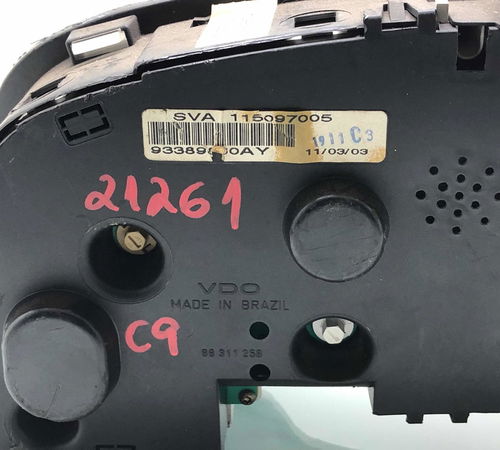 SVA 115097005
1911 C3
11/03/03
21261
VDO
MADE IN BRAZIL
C9